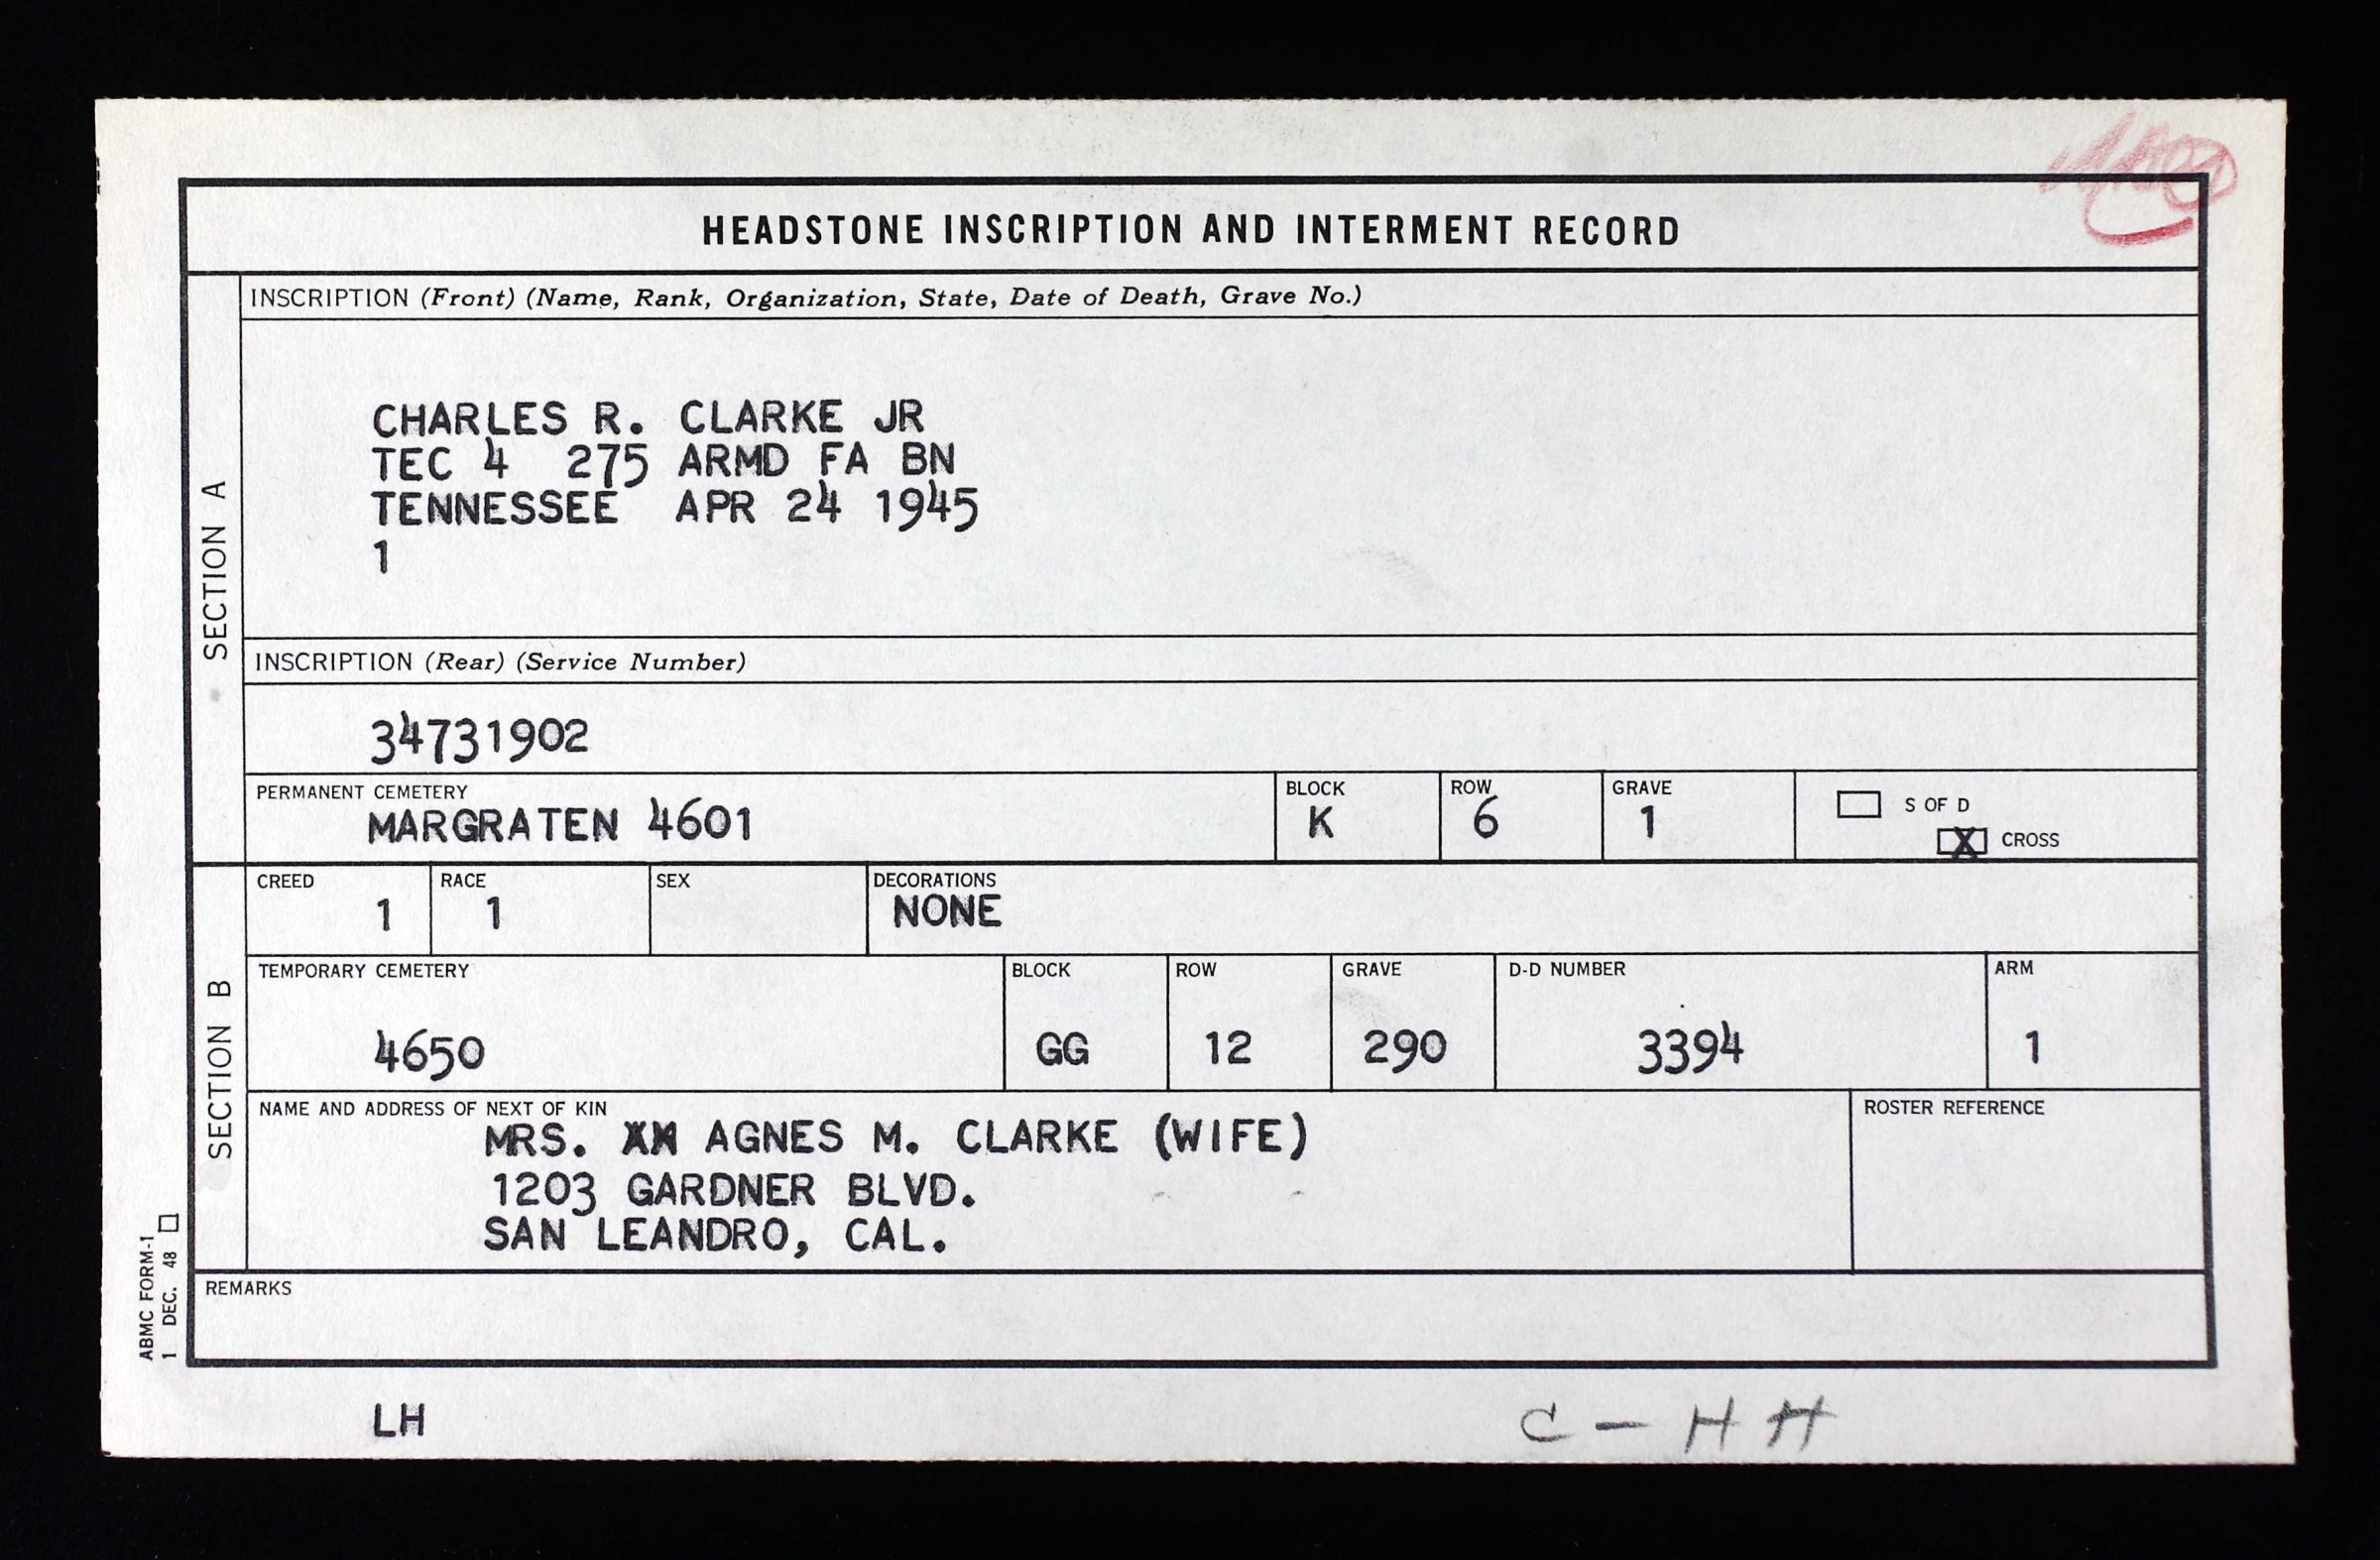 HEADSTONE INSCRIPTION AND INTERMENT RECORD
SECTION A
INSCRIPTION (Front) (Name, Rank, Organization, State, Date of Death, Grave No.)
CHARLES R. CLARKE JR
TEC 4 275 ARMD FA BN
TENNESSEE APR 24 1945
1
INSCRIPTION (Rear) (Service Number)
34731902
PERMANENT CEMETERY BLOCK ROW GRAVE S OF D
MARGRATEN 4601 K 6 1 X CROSS
SECTION B
CREED RACE SEX DECORATIONS
1 1 NONE
TEMPORARY CEMETERY BLOCK ROW GRAVE D-D NUMBER ARM
4650 GG 12 290 3394 1
NAME AND ADDRESS OF NEXT OF KIN ROSTER REFERENCE
MRS. AGNES M. CLARKE (WIFE)
1203 GARDNER BLVD.
SAN LEANDRO, CAL.
REMARKS
ABMC FORM-1
1 DEC. 48
LH C - H H